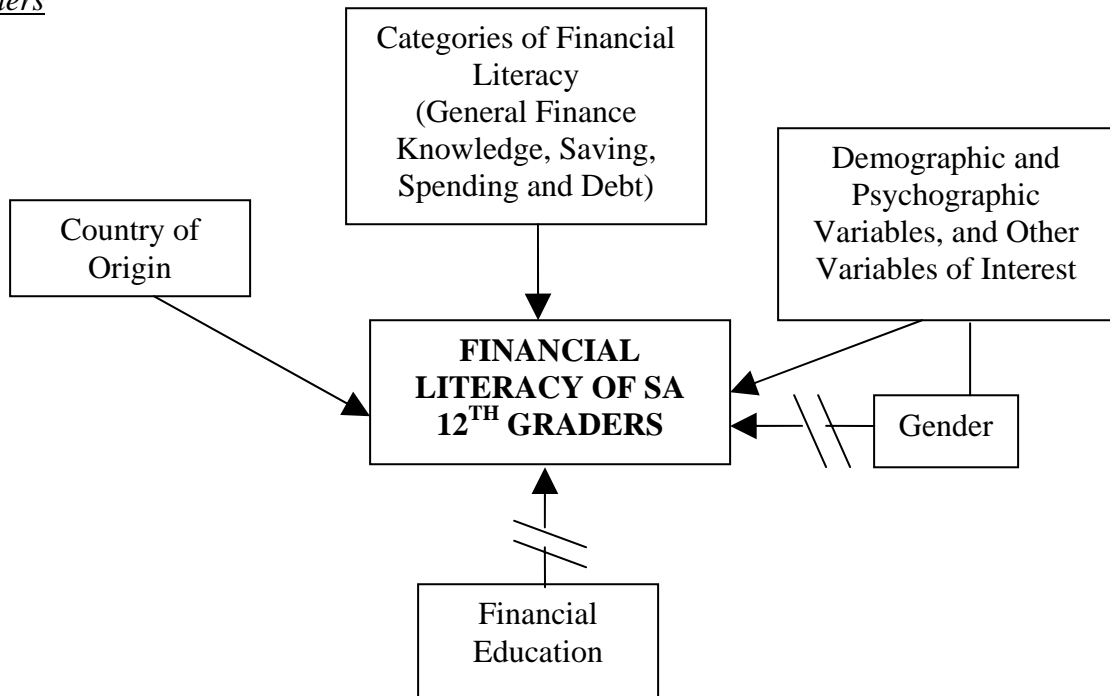 Categories of Financial
Literacy
(General Finance
Knowledge, Saving,
Spending and Debt)
Demographic and
Psychographic
Variables, and Other
Variables of Interest
Country of
Origin
FINANCIAL
LITERACY OF SA
12TH GRADERS
Gender
Financial
Education